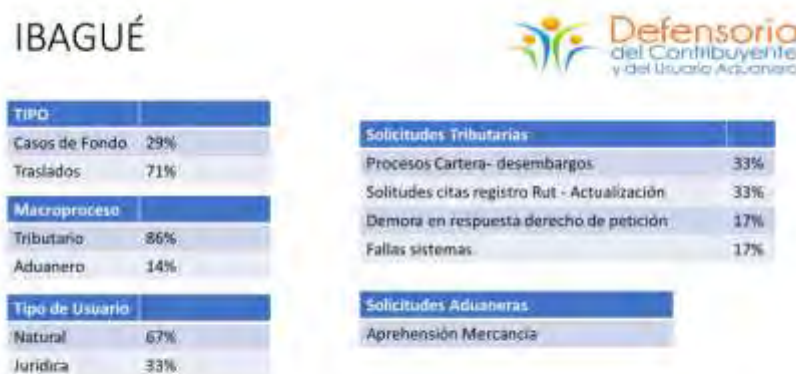 IBAGUÉ
Defensoría
del Contribuyente
y del Usuario Aduanero
TIPO
Casos de Fondo 29%
Traslados 71%
Macroproceso
Tributario 86%
Aduanero 14%
Tipo de Usuario
Natural 67%
Jurídica 33%
Solicitudes Tributarias
Procesos Cartera- desembargos 33%
Solitudes citas registro Rut - Actualización 33%
Demora en respuesta derecho de petición 17%
Fallas sistemas 17%
Solicitudes Aduaneras
Aprehensión Mercancia